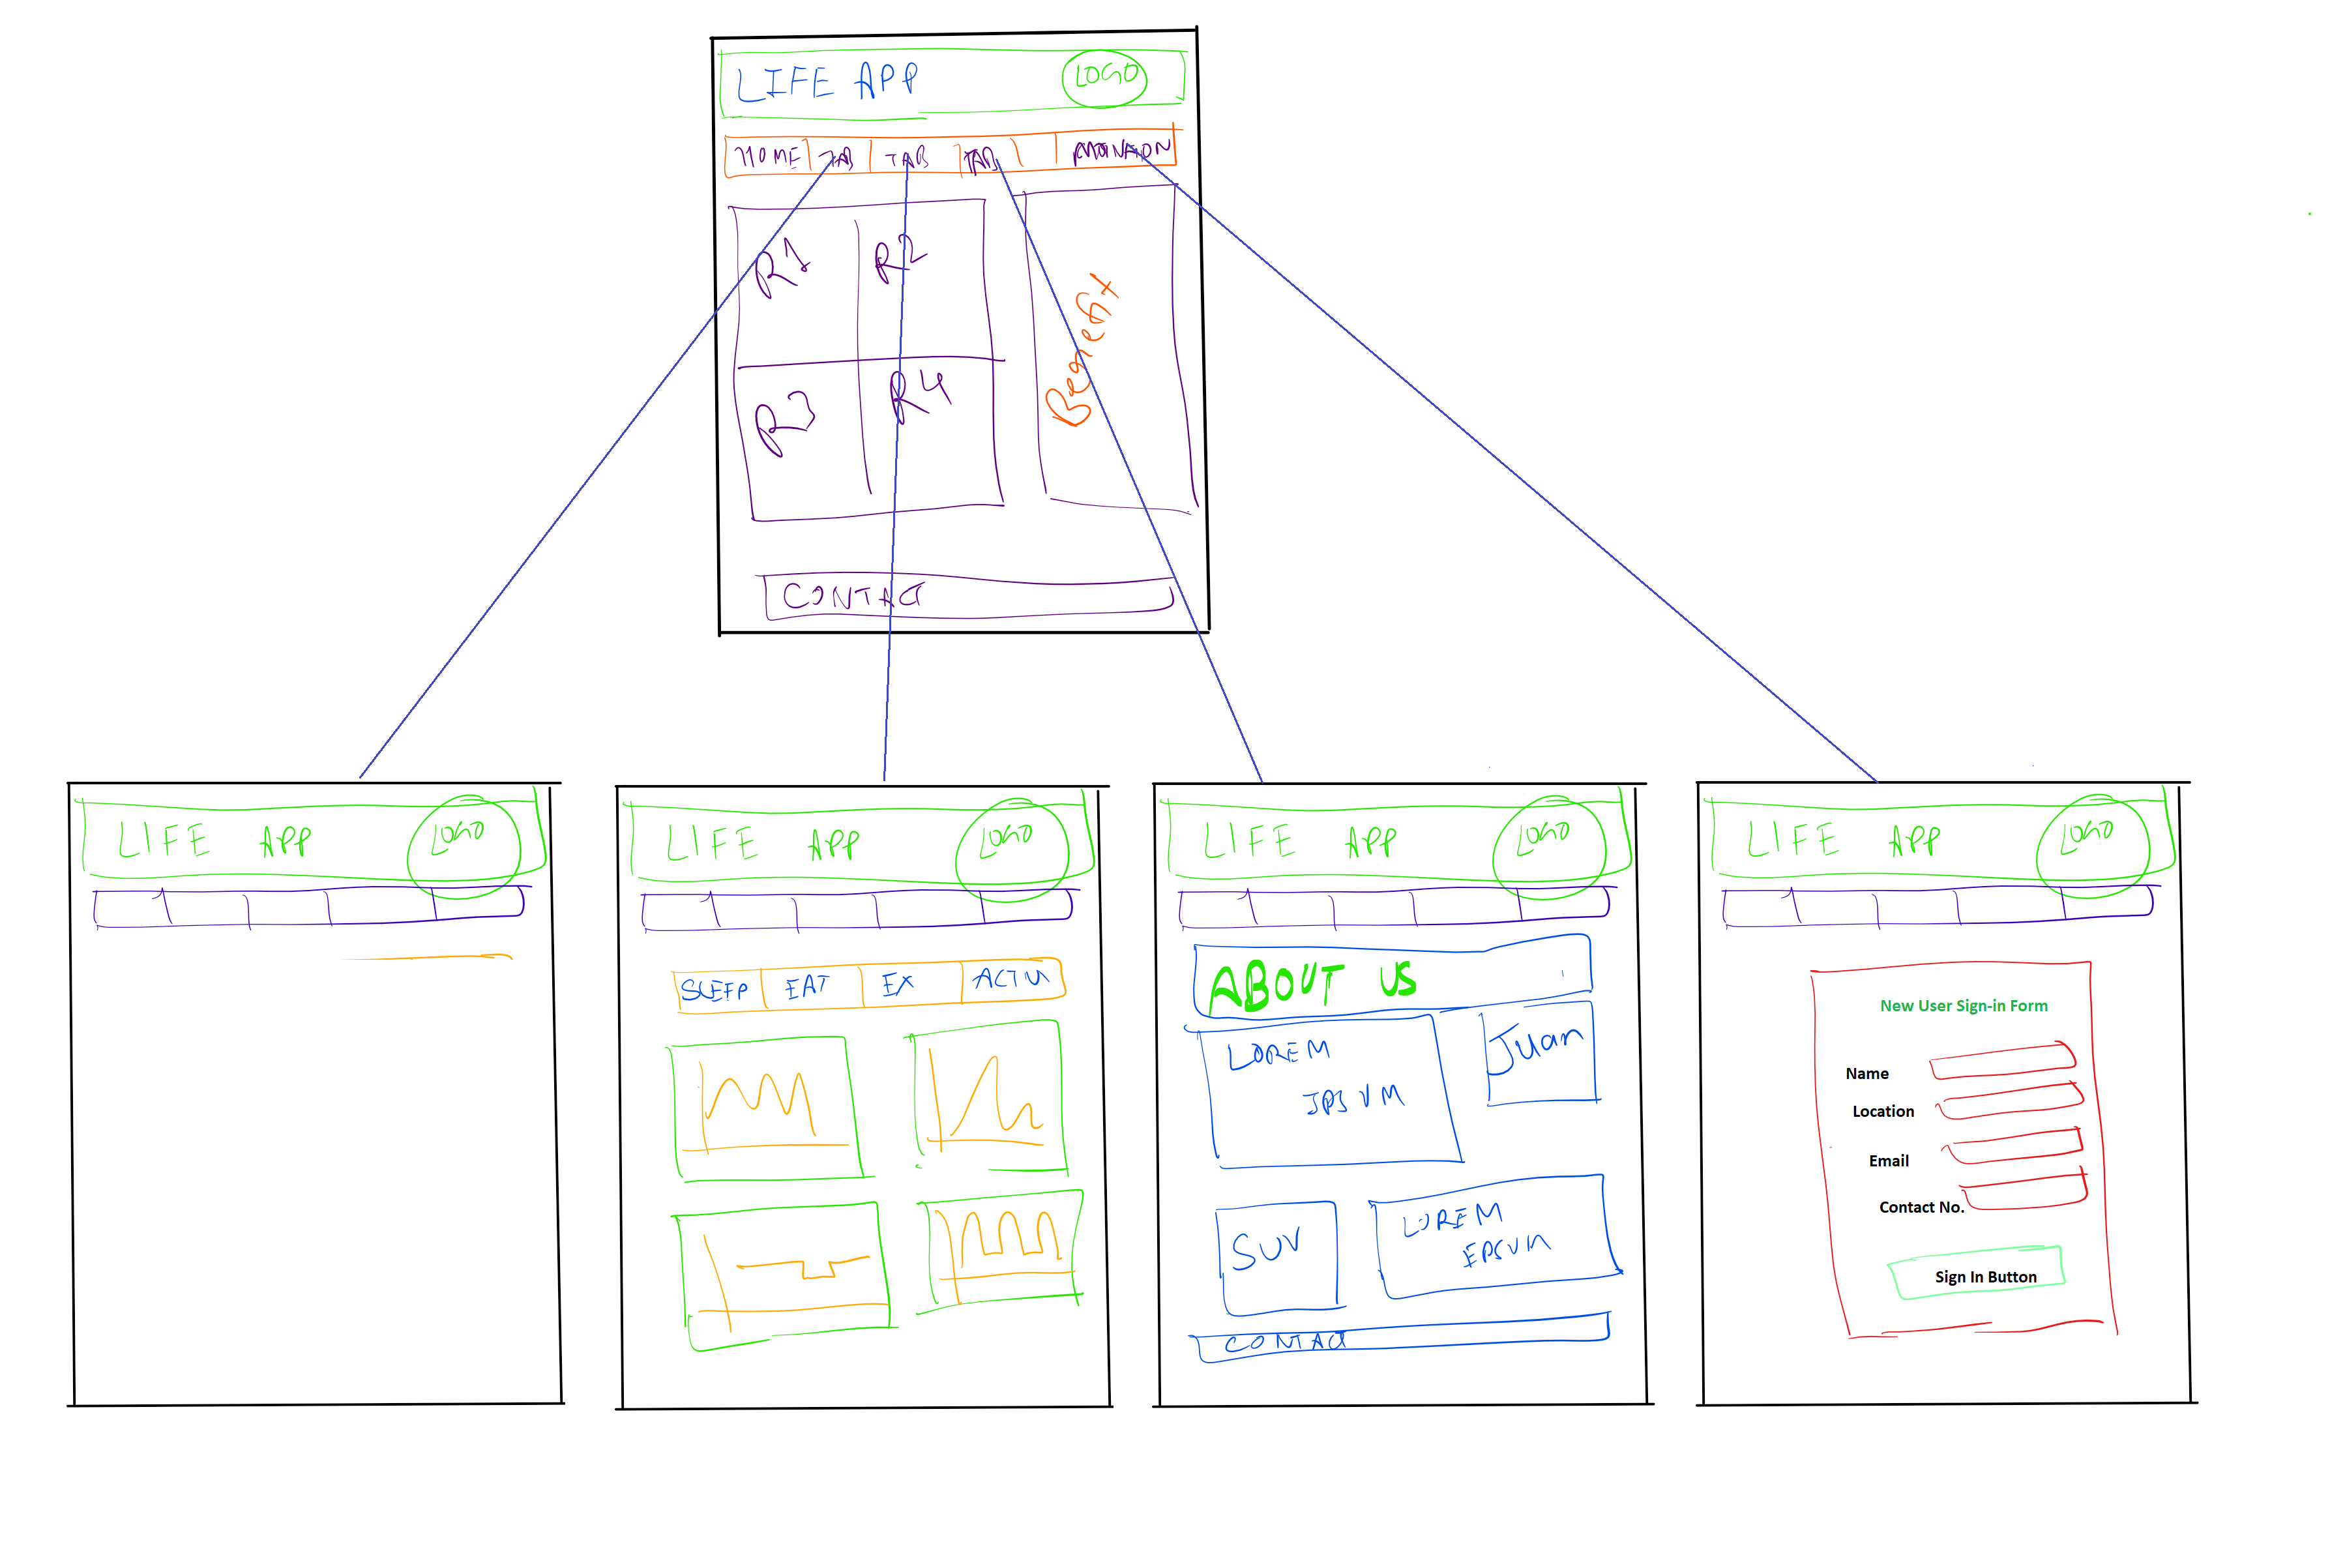 LIFE APP LOGO
HOME TAB TAB TAB
R1 R2
Benefit
R3 R4
CONTACT
LIFE APP LOGO
LIFE APP LOGO
SLEEP EAT EX ACTIV
LIFE APP LOGO
ABOUT US
LOREM
IPSUM
Juan
SUV
LOREM
EPSUM
CONTACT
LIFE APP LOGO
New User Sign-in Form
Name
Location
Email
Contact No.
Sign In Button